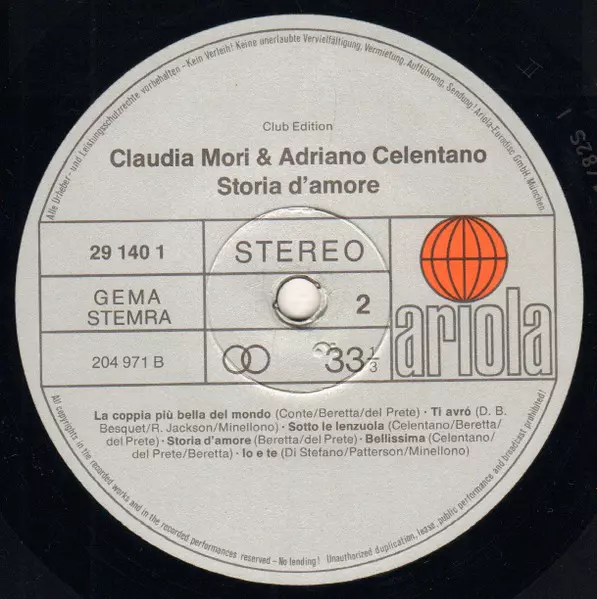 Alle Urheber- und Leistungsschutzrechte vorbehalten - Kein Verleih! Keine unerlaubte Vervielfältigung, Vermietung, Aufführung, Sendung! Ariola-Eurodisc GmbH, München.
Club Edition
Claudia Mori & Adriano Celentano
Storia d'amore
29 140 1
STEREO
GEMA
STEMRA
2
ariola
204 971 B
33 1/3
La coppia più bella del mondo (Conte/Beretta/del Prete) · Ti avró (D. B.
Besquet/R. Jackson/Minellono) · Sotto le lenzuola (Celentano/Beretta/
del Prete) · Storia d'amore (Beretta/del Prete) · Bellissima (Celentano/
del Prete/Beretta) · Io e te (Di Stefano/Patterson/Minellono)
All copyrights in the recorded works and in the recorded performances reserved - No lending! Unauthorized duplication, lease, public performance and broadcast prohibited!